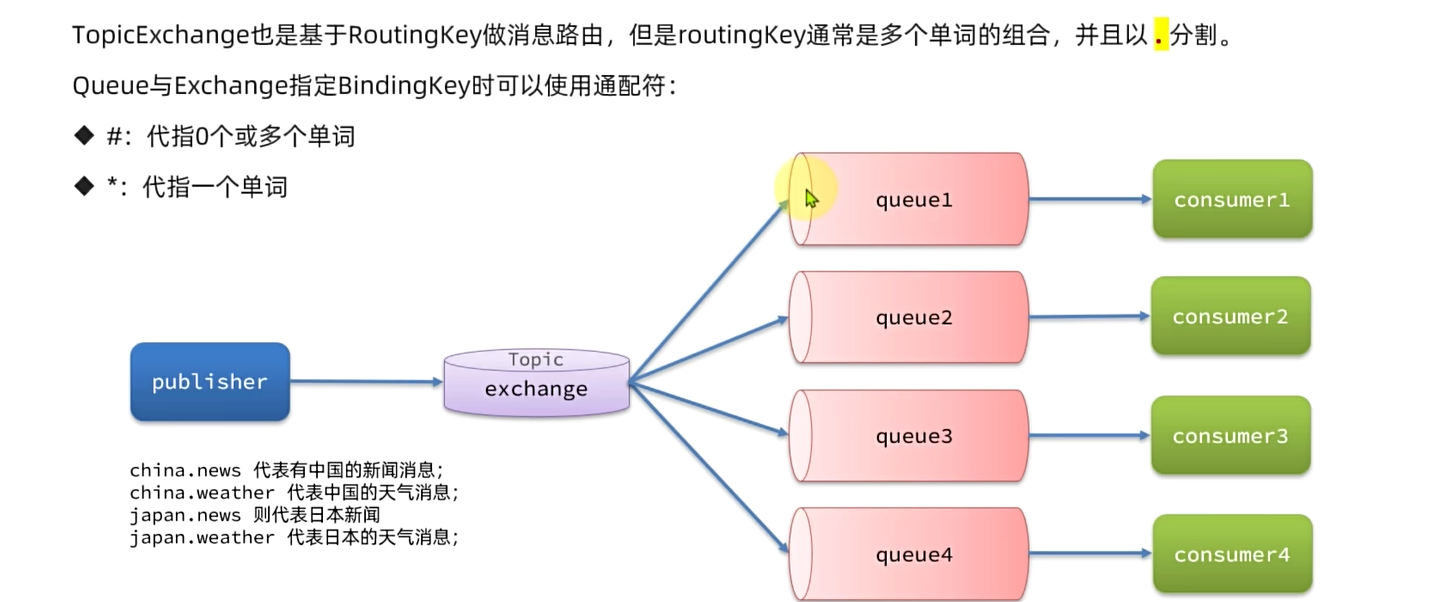 TopicExchange也是基于RoutingKey做消息路由，但是routingKey通常是多个单词的组合，并且以 . 分割。
Queue与Exchange指定BindingKey时可以使用通配符：
◆ #：代指0个或多个单词
◆ *：代指一个单词
queue1
consumer1
queue2
consumer2
publisher
Topic
exchange
queue3
consumer3
china.news 代表有中国的新闻消息;
china.weather 代表中国的天气消息;
japan.news 则代表日本新闻
japan.weather 代表日本的天气消息;
queue4
consumer4